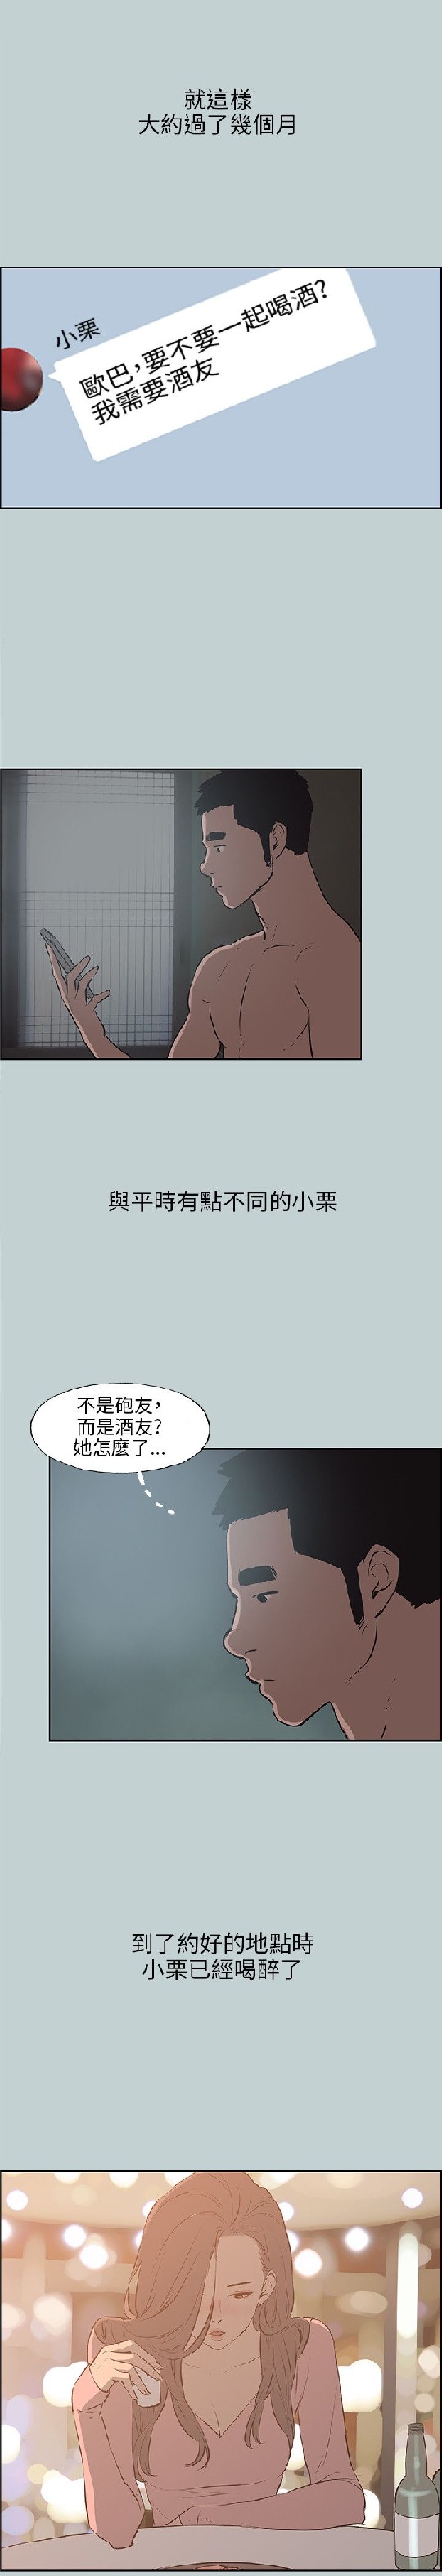 就這樣
大約過了幾個月
小栗
歐巴，要不要一起喝酒？
我需要酒友
與平時有點不同的小栗
不是砲友，
而是酒友？
她怎麼了...
到了約好的地點時
小栗已經喝醉了